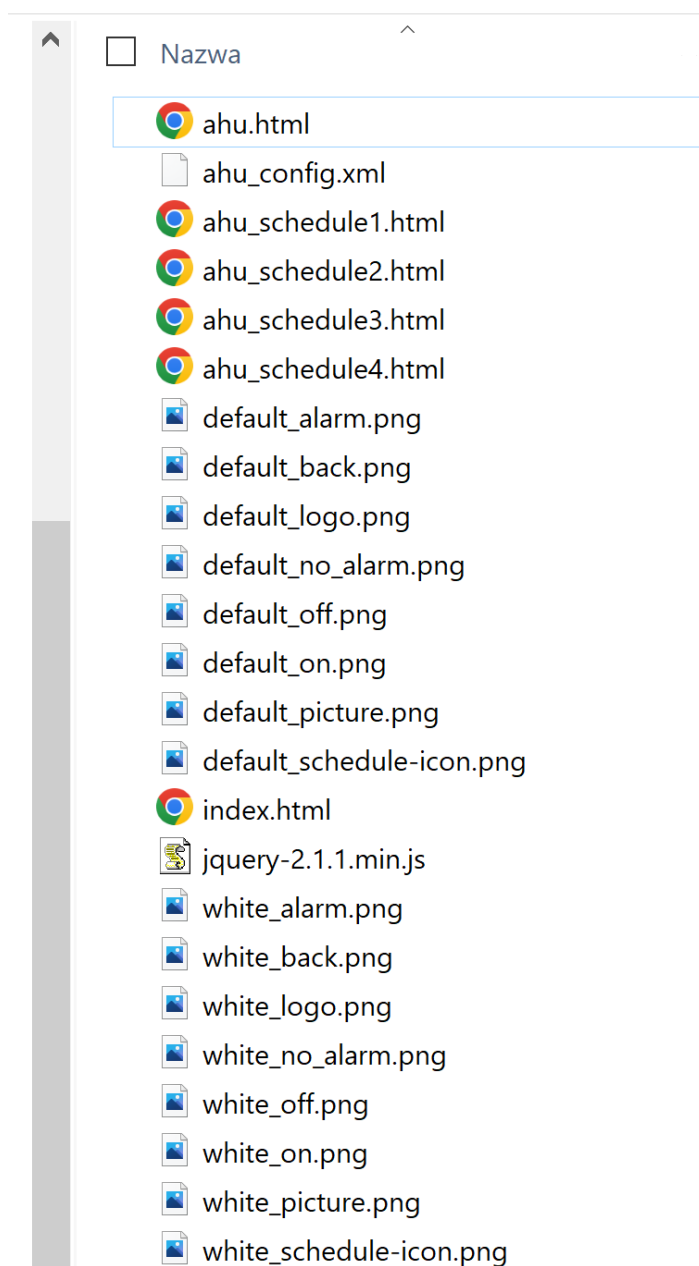 Nazwa
ahu.html
ahu_config.xml
ahu_schedule1.html
ahu_schedule2.html
ahu_schedule3.html
ahu_schedule4.html
default_alarm.png
default_back.png
default_logo.png
default_no_alarm.png
default_off.png
default_on.png
default_picture.png
default_schedule-icon.png
index.html
jquery-2.1.1.min.js
white_alarm.png
white_back.png
white_logo.png
white_no_alarm.png
white_off.png
white_on.png
white_picture.png
white_schedule-icon.png